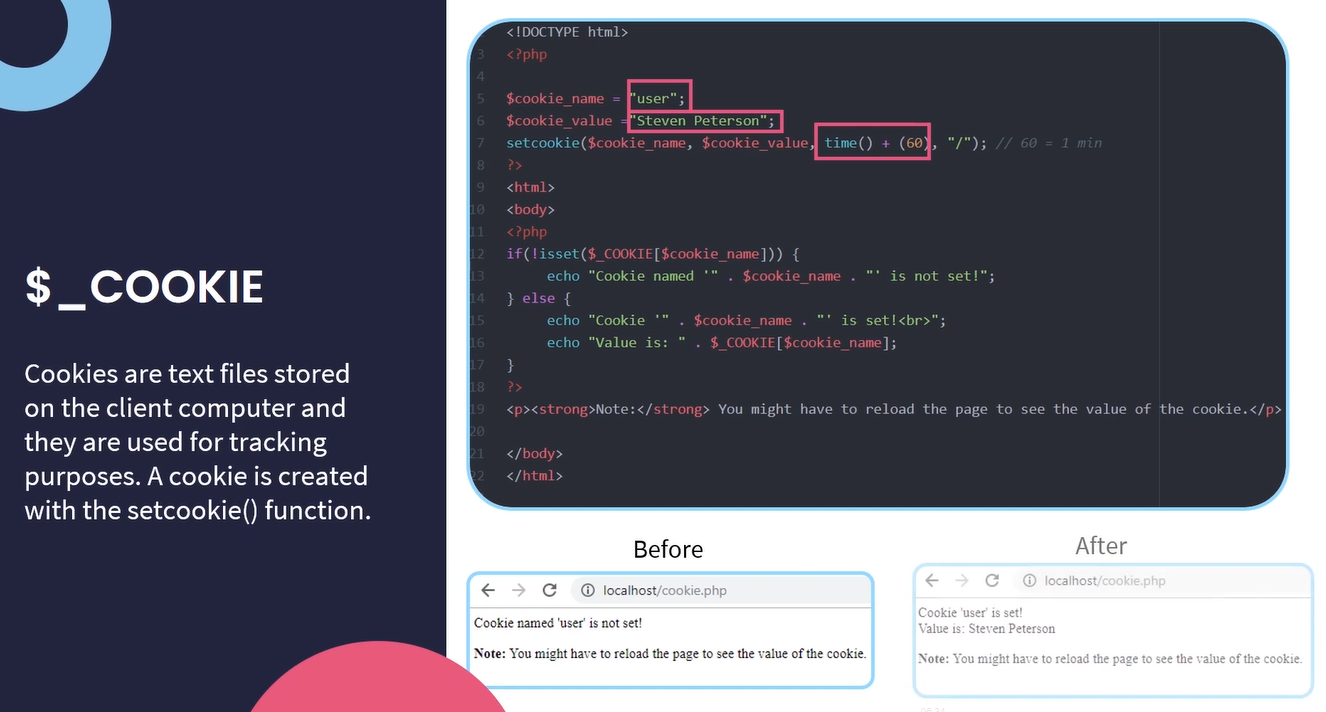 $_COOKIE
Cookies are text files stored
on the client computer and
they are used for tracking
purposes. A cookie is created
with the setcookie() function.
<!DOCTYPE html>
3 <?php
4
5 $cookie_name = "user";
6 $cookie_value ="Steven Peterson";
7 setcookie($cookie_name, $cookie_value, time() + (60), "/"); // 60 = 1 min
8 ?>
9 <html>
10 <body>
11 <?php
12 if(!isset($_COOKIE[$cookie_name])) {
13 echo "Cookie named '" . $cookie_name . "' is not set!";
14 } else {
15 echo "Cookie '" . $cookie_name . "' is set!<br>";
16 echo "Value is: " . $_COOKIE[$cookie_name];
17 }
18 ?>
19 <p><strong>Note:</strong> You might have to reload the page to see the value of the cookie.</p>
20
21 </body>
22 </html>
Before
localhost/cookie.php
Cookie named 'user' is not set!
Note: You might have to reload the page to see the value of the cookie.
After
localhost/cookie.php
Cookie 'user' is set!
Value is: Steven Peterson
Note: You might have to reload the page to see the value of the cookie.